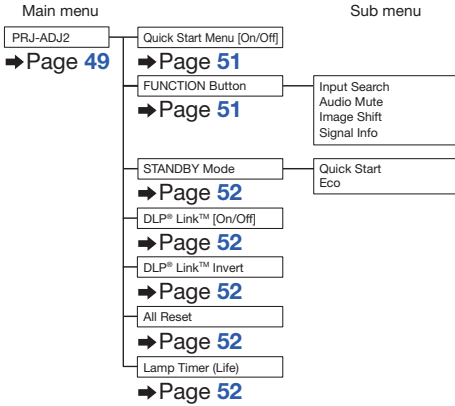 Main menu
Sub menu
PRJ-ADJ2
➡Page 49
Quick Start Menu [On/Off]
➡Page 51
FUNCTION Button
➡Page 51
Input Search
Audio Mute
Image Shift
Signal Info
STANDBY Mode
➡Page 52
Quick Start
Eco
DLP® Link™ [On/Off]
➡Page 52
DLP® Link™ Invert
➡Page 52
All Reset
➡Page 52
Lamp Timer (Life)
➡Page 52